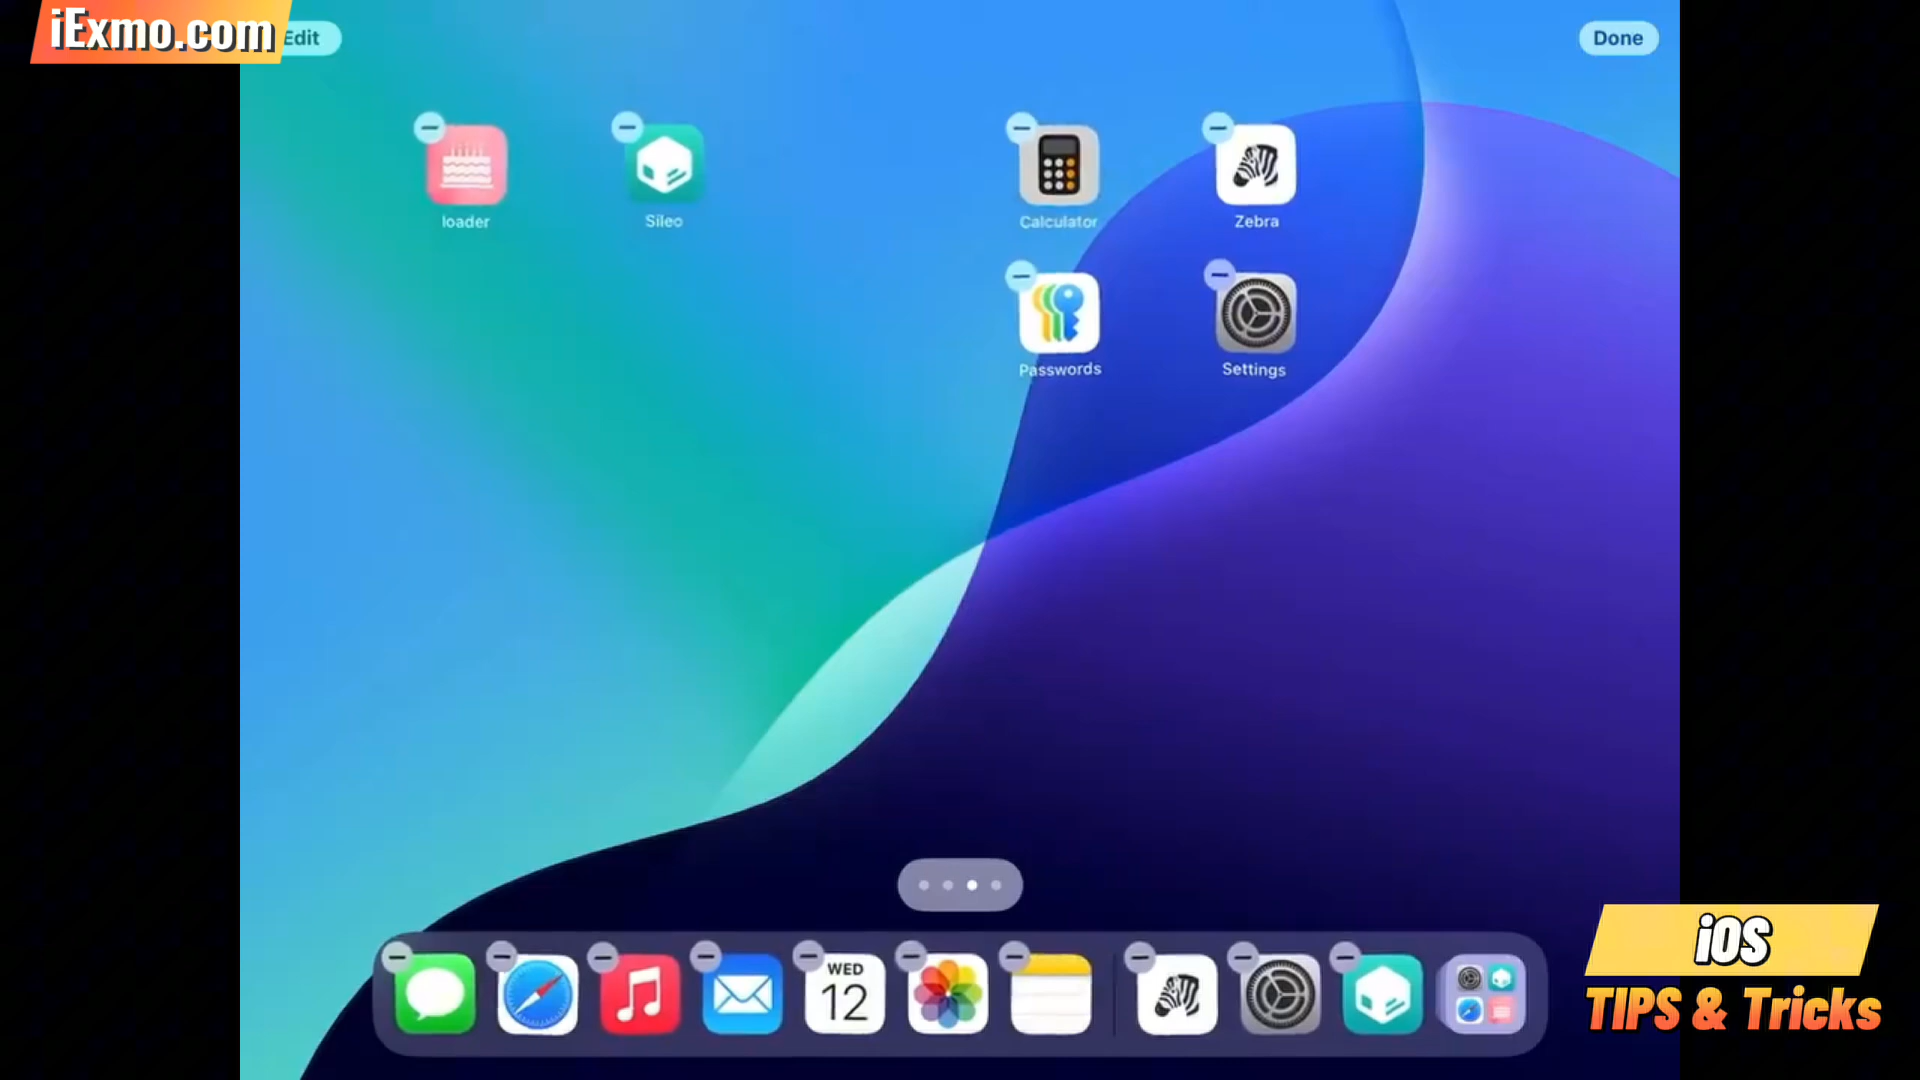 iExmo.com
Edit
Done
loader
Sileo
Calculator
Zebra
Passwords
Settings
WED
12
iOS
TIPS & Tricks